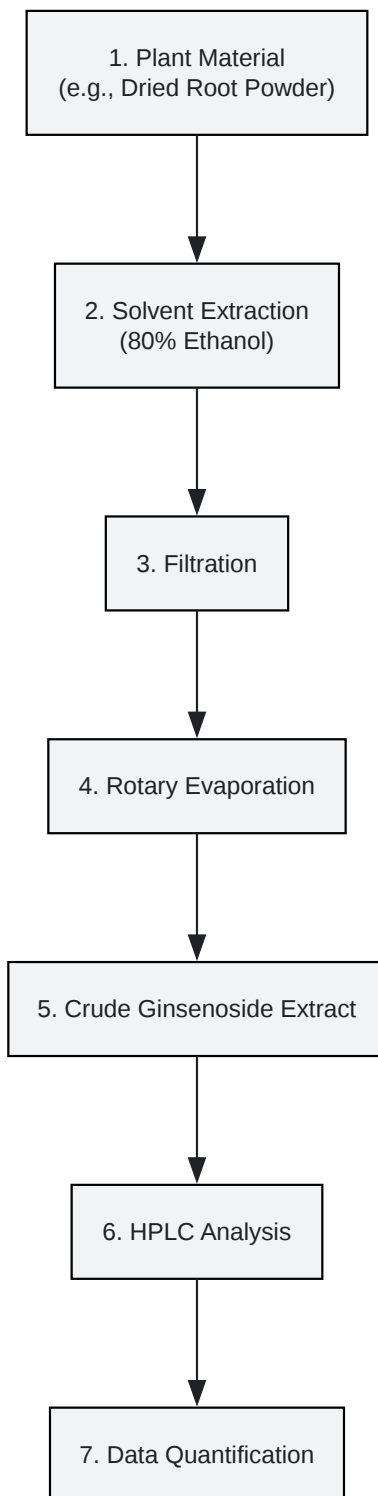 1. Plant Material
(e.g., Dried Root Powder)
2. Solvent Extraction
(80% Ethanol)
3. Filtration
4. Rotary Evaporation
5. Crude Ginsenoside Extract
6. HPLC Analysis
7. Data Quantification